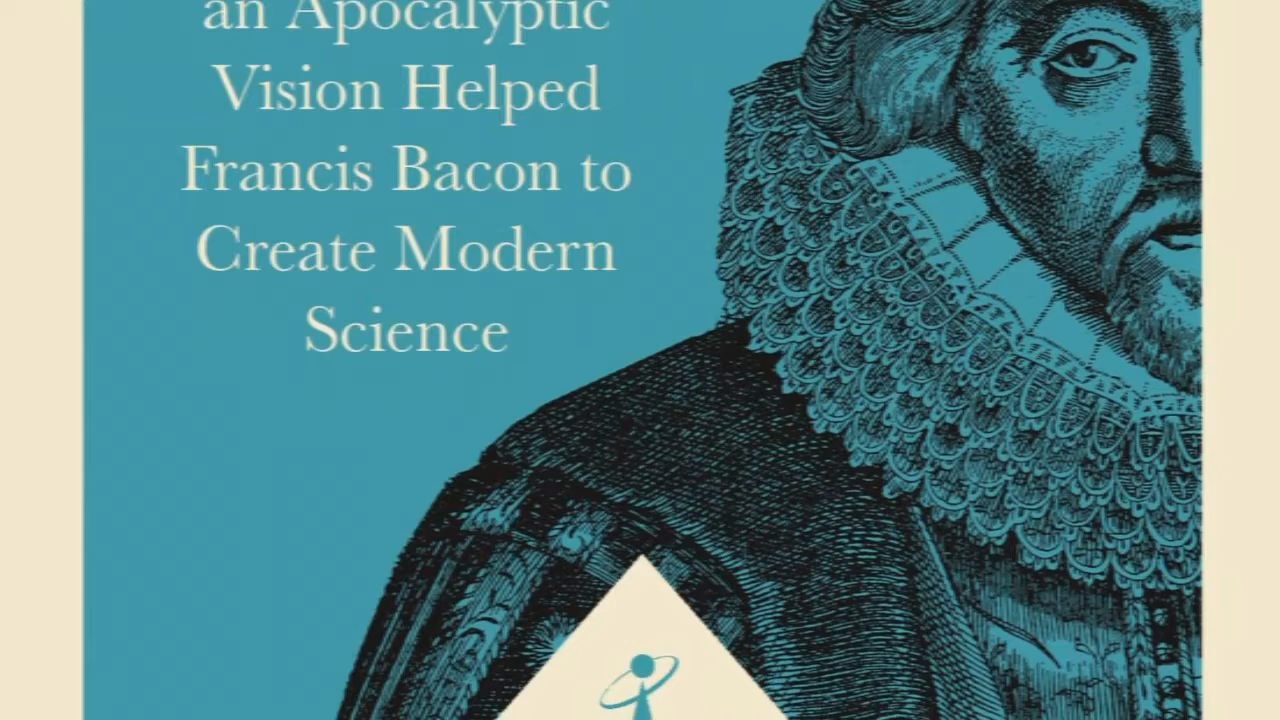 an Apocalyptic
Vision Helped
Francis Bacon to
Create Modern
Science